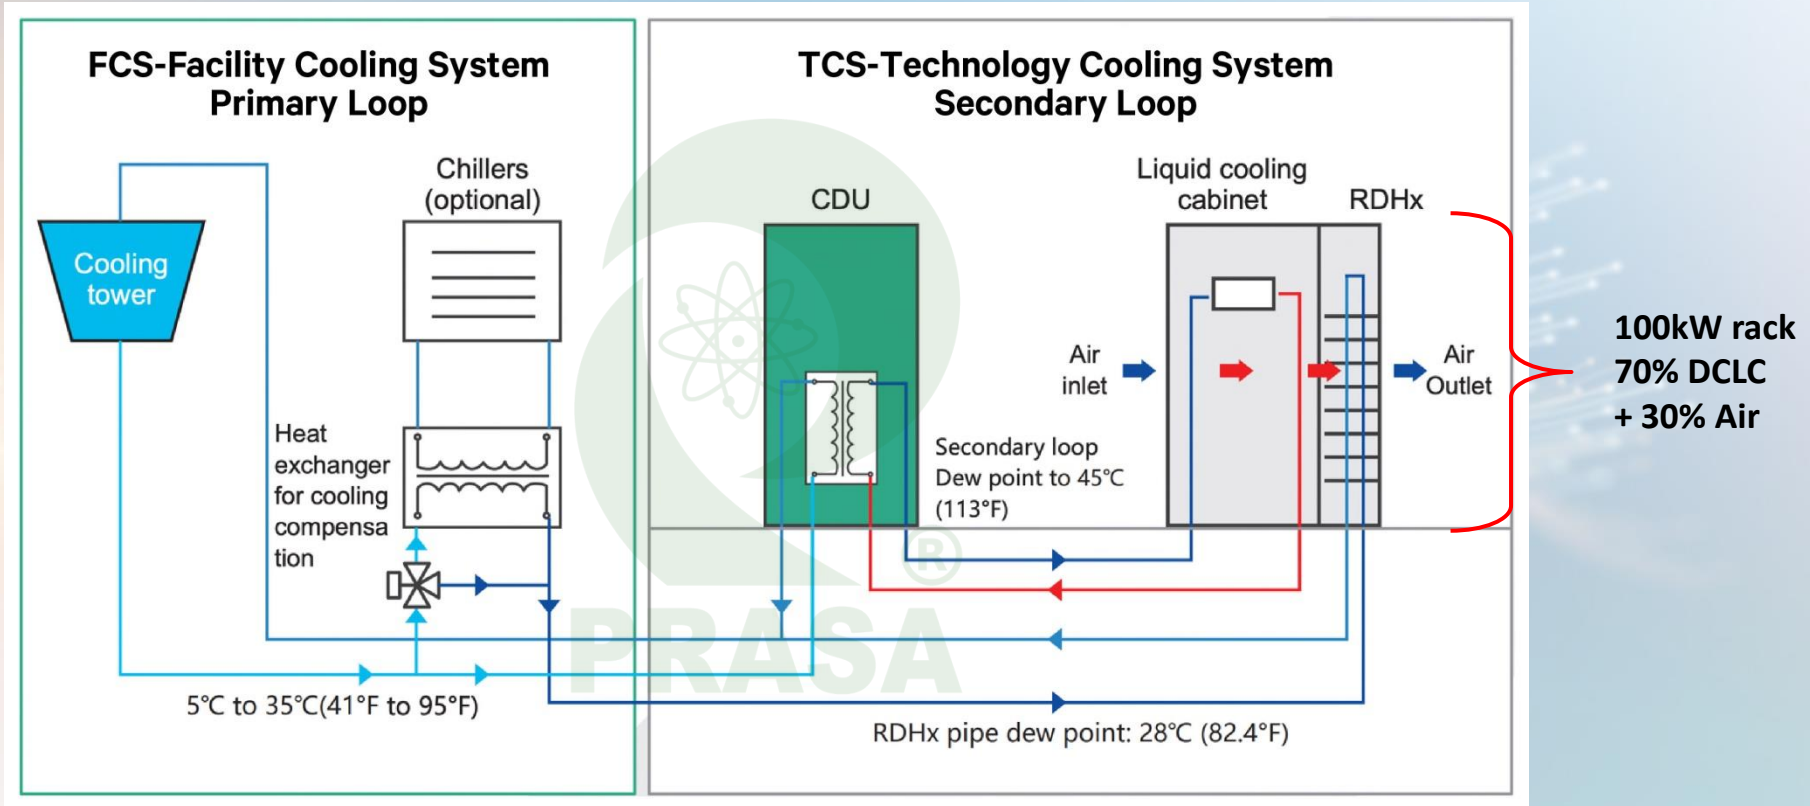 FCS-Facility Cooling System
Primary Loop
TCS-Technology Cooling System
Secondary Loop
Chillers
(optional)
Cooling
tower
Heat
exchanger
for cooling
compensa
tion
5℃ to 35℃(41°F to 95°F)
CDU
Liquid cooling
cabinet
RDHx
Air
inlet
Air
Outlet
Secondary loop
Dew point to 45℃
(113°F)
RDHx pipe dew point: 28℃ (82.4°F)
100kW rack
70% DCLC
+ 30% Air
®
PRASA